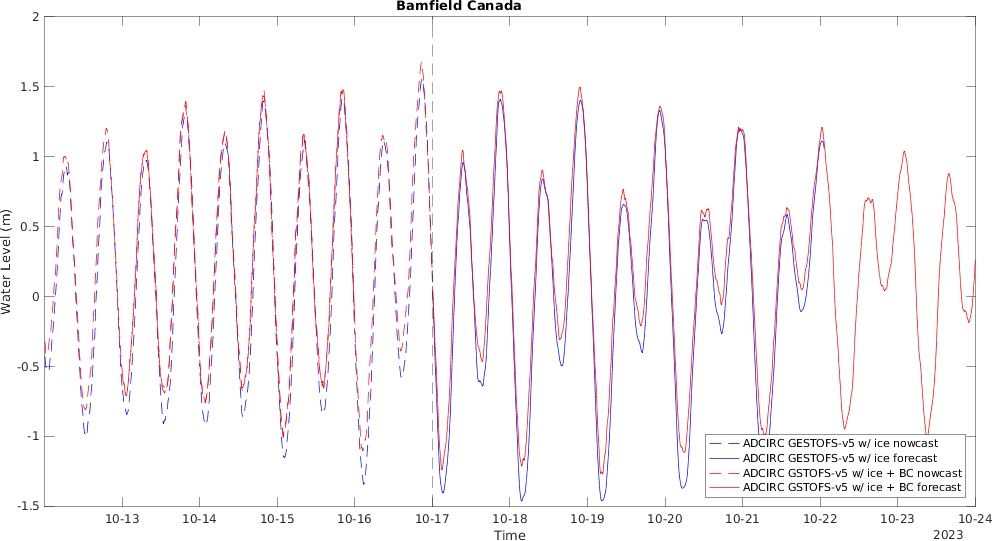 Bamfield Canada
2
1.5
1
0.5
0
-0.5
-1
-1.5
Water Level (m)
10-13 10-14 10-15 10-16 10-17 10-18 10-19 10-20 10-21 10-22 10-23 10-24
Time
2023
ADCIRC GESTOFS-v5 w/ ice nowcast
ADCIRC GESTOFS-v5 w/ ice forecast
ADCIRC GSTOFS-v5 w/ ice + BC nowcast
ADCIRC GSTOFS-v5 w/ ice + BC forecast